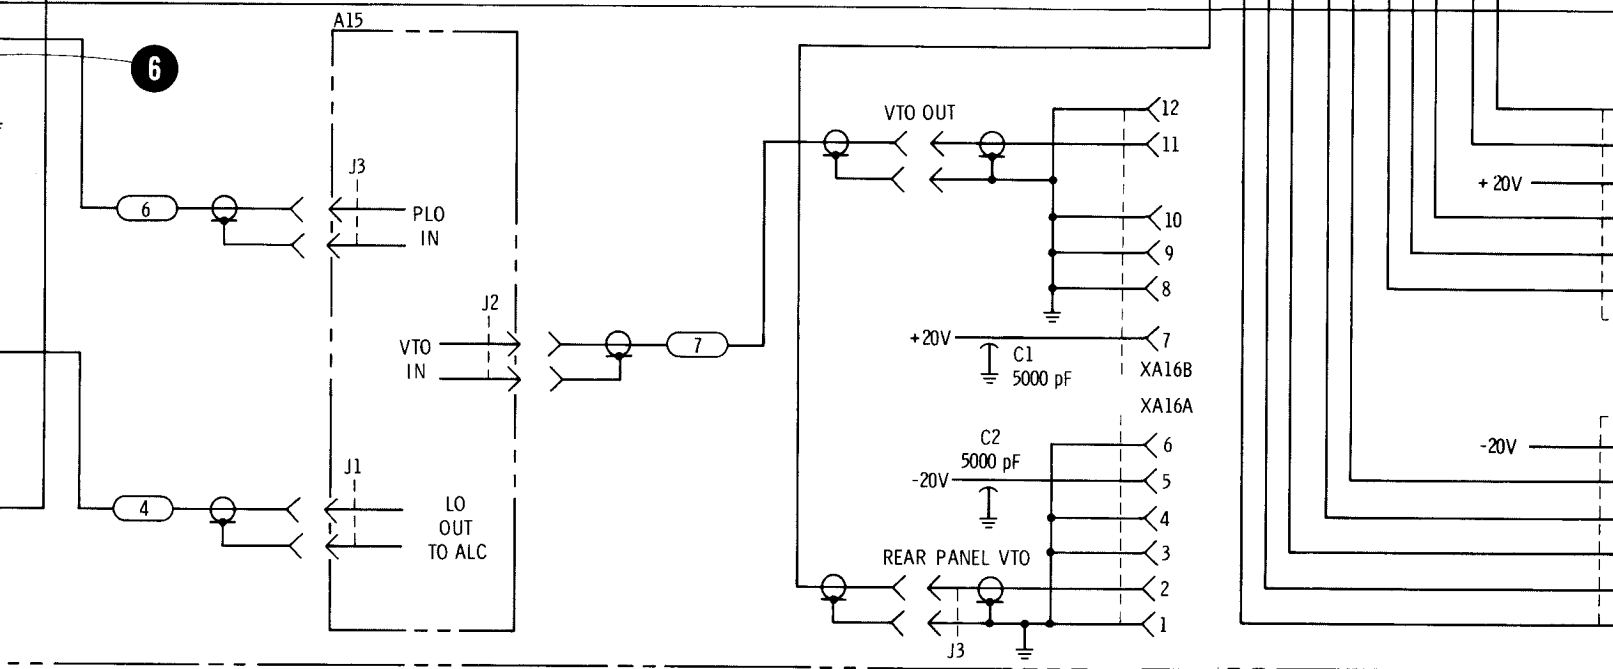 A15
6
J3
6
PLO
IN
J2
VTO
IN
7
J1
4
LO
OUT
TO ALC
VTO OUT
12
11
10
9
8
+20V
7
C1
5000 pF
XA16B
XA16A
C2
5000 pF
6
-20V
5
4
3
REAR PANEL VTO
2
1
J3
+20V
-20V